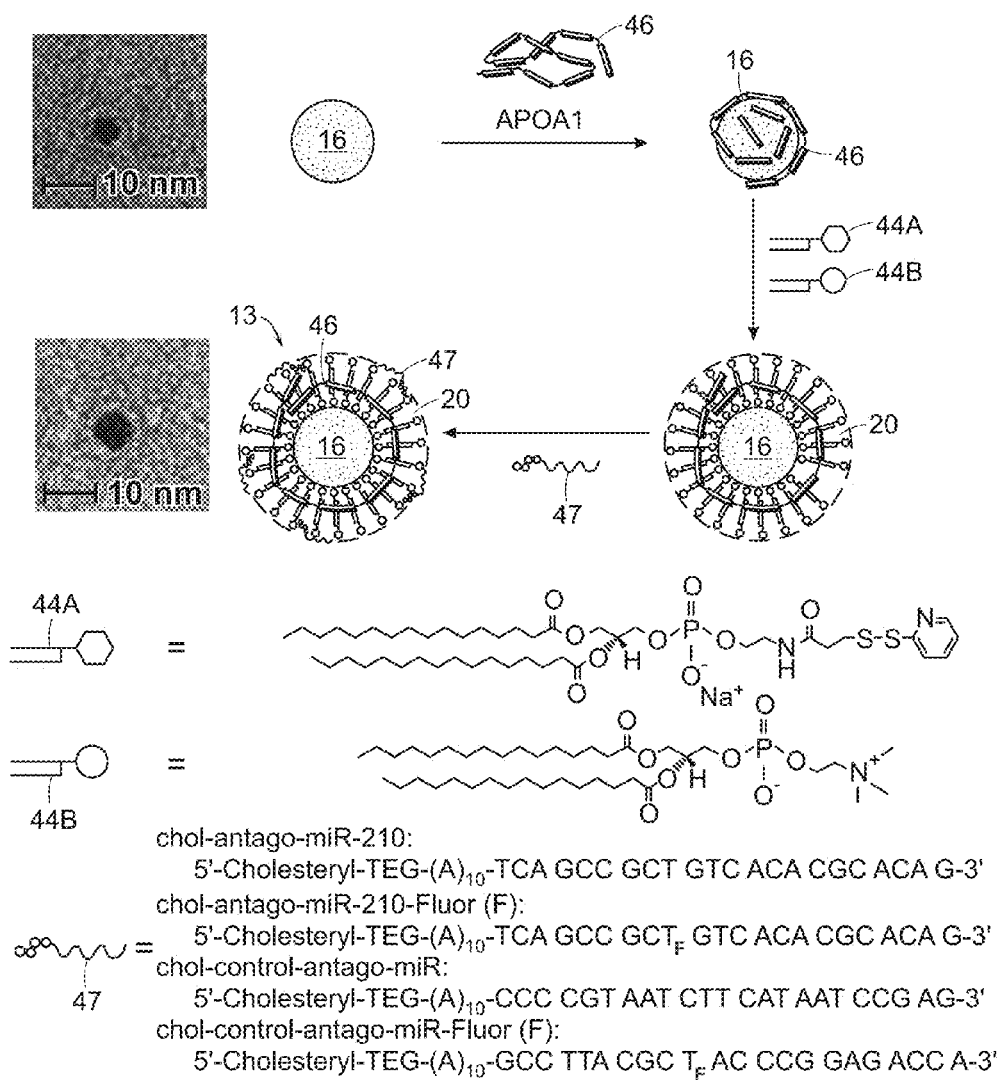 46
10 nm
16
APOA1
16
46
44A
44B
13
46
47
20
16
10 nm
47
16
20
44A
=
O
O
O
O
H
O
P
O
O⁻
Na⁺
O
N
H
O
S-S
N
44B
=
O
O
O
O
H
O
P
O
O⁻
O
N⁺
chol-antago-miR-210:
5'-Cholesteryl-TEG-(A)₁₀-TCA GCC GCT GTC ACA CGC ACA G-3'
chol-antago-miR-210-Fluor (F):
5'-Cholesteryl-TEG-(A)₁₀-TCA GCC GCT_F GTC ACA CGC ACA G-3'
47
=
chol-control-antago-miR:
5'-Cholesteryl-TEG-(A)₁₀-CCC CGT AAT CTT CAT AAT CCG AG-3'
chol-control-antago-miR-Fluor (F):
5'-Cholesteryl-TEG-(A)₁₀-GCC TTA CGC T_F AC CCG GAG ACC A-3'